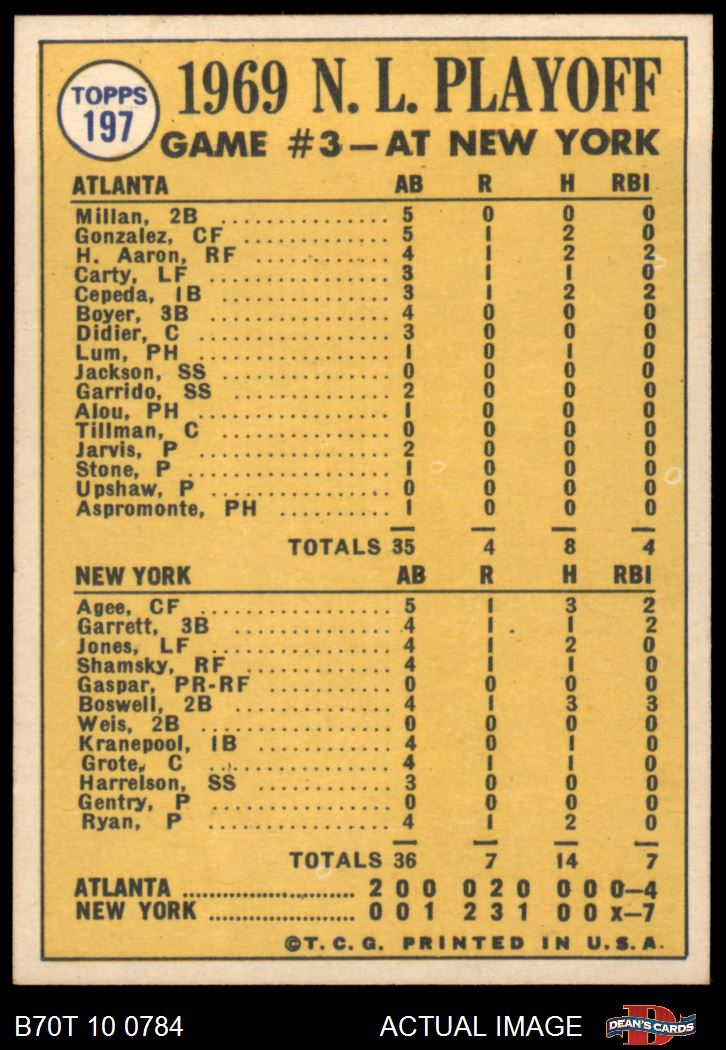 TOPPS
197
1969 N. L. PLAYOFF
GAME #3—AT NEW YORK
ATLANTA AB R H RBI
Millan, 2B .................. 5 0 0 0
Gonzalez, CF ............... 5 1 2 0
H. Aaron, RF .............. 4 1 2 2
Carty, LF .................. 3 1 1 0
Cepeda, 1B ................. 3 1 2 2
Boyer, 3B .................. 4 0 0 0
Didier, C ................... 3 0 0 0
Lum, PH ................... 1 0 1 0
Jackson, SS ................ 0 0 0 0
Garrido, SS ................ 2 0 0 0
Alou, PH ................... 1 0 0 0
Tillman, C .................. 0 0 0 0
Jarvis, P .................... 2 0 0 0
Stone, P .................... 1 0 0 0
Upshaw, P .................. 0 0 0 0
Aspromonte, PH .......... 1 0 0 0
TOTALS 35 4 8 4
NEW YORK AB R H RBI
Agee, CF ................... 5 1 3 2
Garrett, 3B ................ 4 1 1 2
Jones, LF .................. 4 1 2 0
Shamsky, RF .............. 4 1 1 0
Gaspar, PR-RF ............ 0 0 0 0
Boswell, 2B ................ 4 1 3 3
Weis, 2B ................... 0 0 0 0
Kranepool, 1B ............. 4 0 1 0
Grote, C ................... 4 1 1 0
Harrelson, SS ............. 3 0 0 0
Gentry, P .................. 0 0 0 0
Ryan, P .................... 4 1 2 0
TOTALS 36 7 14 7
ATLANTA ........................ 2 0 0 0 2 0 0 0 0—4
NEW YORK ..................... 0 0 1 2 3 1 0 0 x—7
©T. C. G. PRINTED IN U.S.A.
B70T 10 0784 ACTUAL IMAGE DEAN'S CARDS